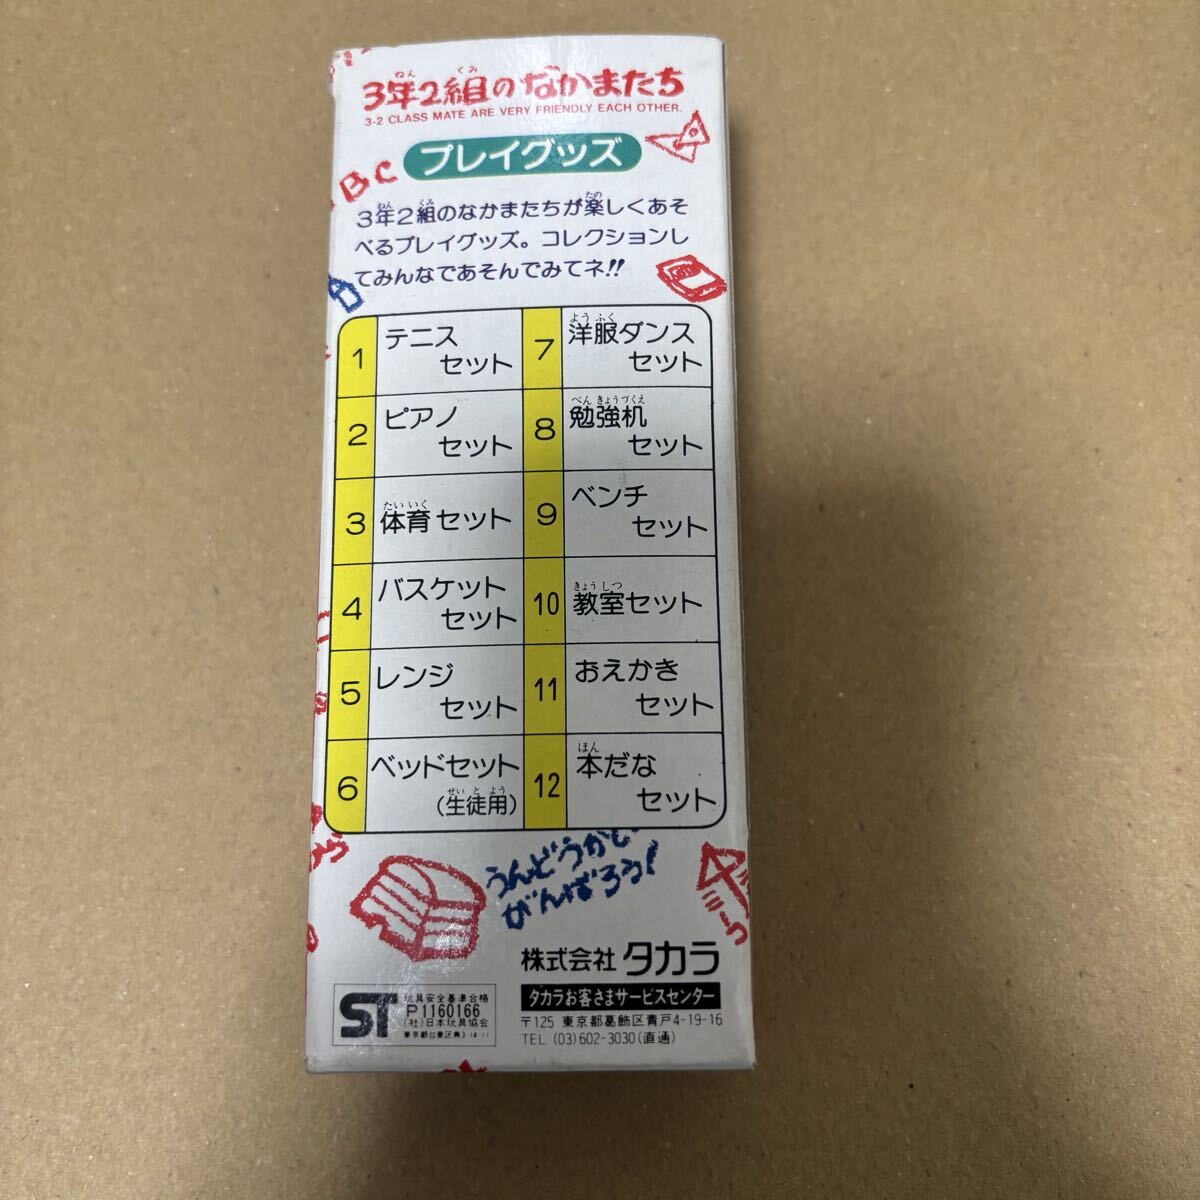 3年2組のなかまたち
3-2 CLASS MATE ARE VERY FRIENDLY EACH OTHER.
BC
プレイグッズ
3年2組のなかまたちが楽しくあそ
べるプレイグッズ。コレクションし
てみんなであそんでみてネ!!
1 テニス
セット
2 ピアノ
セット
3 体育セット
4 バスケット
セット
5 レンジ
セット
6 ベッドセット
(生徒用)
7 洋服ダンス
セット
8 勉強机
セット
9 ベンチ
セット
10 教室セット
11 おえかき
セット
12 本だな
セット
うんどうかい
がんばろう!
株式会社 タカラ
タカラお客さまサービスセンター
〒125 東京都葛飾区青戸4-19-16
TEL (03)602-3030(直通)
ST
玩具安全基準合格
P1160166
(社)日本玩具協会